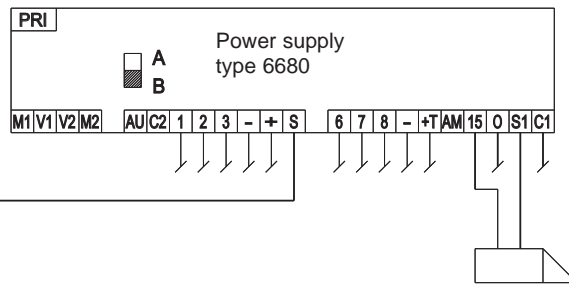 PRI
A
B
Power supply
type 6680
M1 V1 V2 M2 AU C2 1 2 3 − + S 6 7 8 − +T AM 15 0 S1 C1